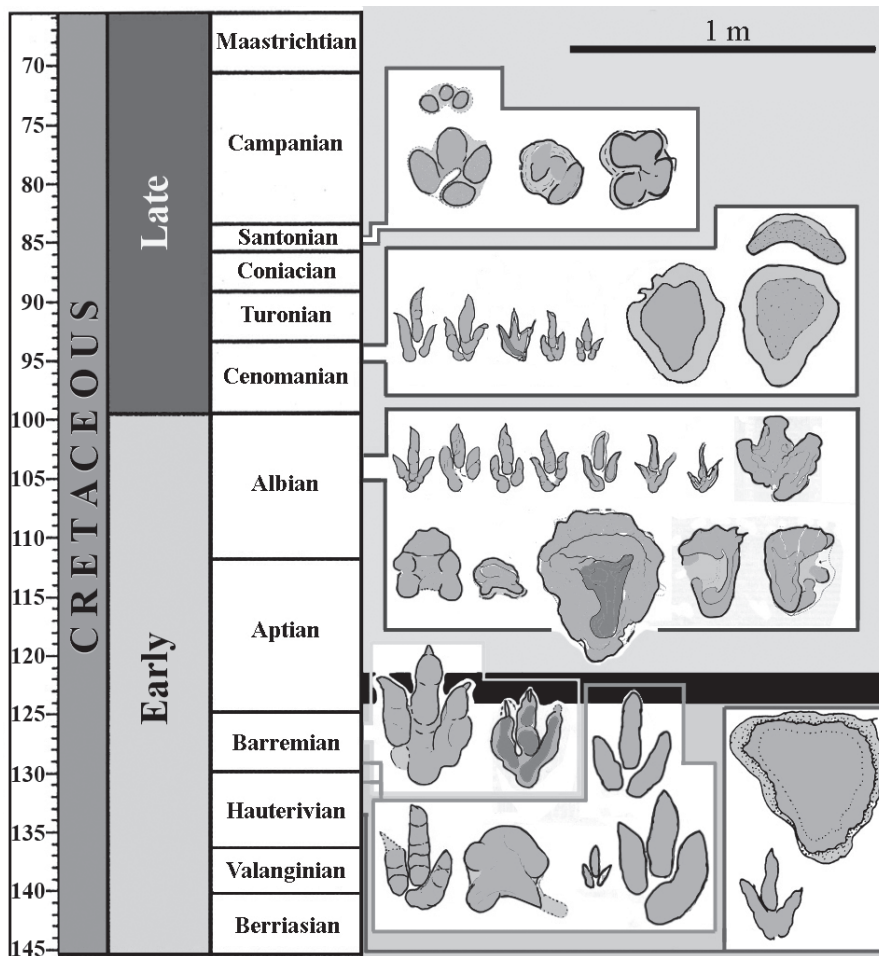 1 m
Maastrichtian
70
Campanian
75
80
Santonian
85
Coniacian
Turonian
90
95
Cenomanian
100
Albian
105
110
Aptian
115
120
125
Barremian
130
Hauterivian
135
Valanginian
140
Berriasian
145
Late
Early
CRETACEOUS